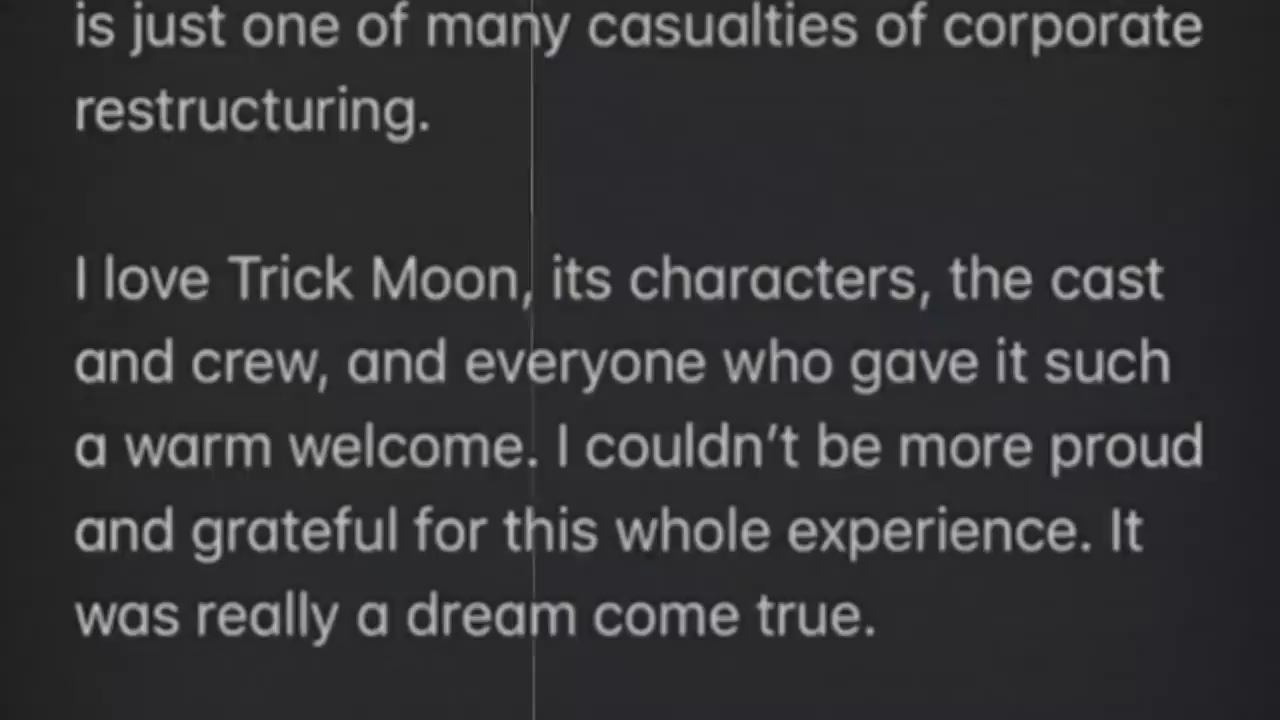 is just one of many casualties of corporate
restructuring.
I love Trick Moon, its characters, the cast
and crew, and everyone who gave it such
a warm welcome. I couldn’t be more proud
and grateful for this whole experience. It
was really a dream come true.